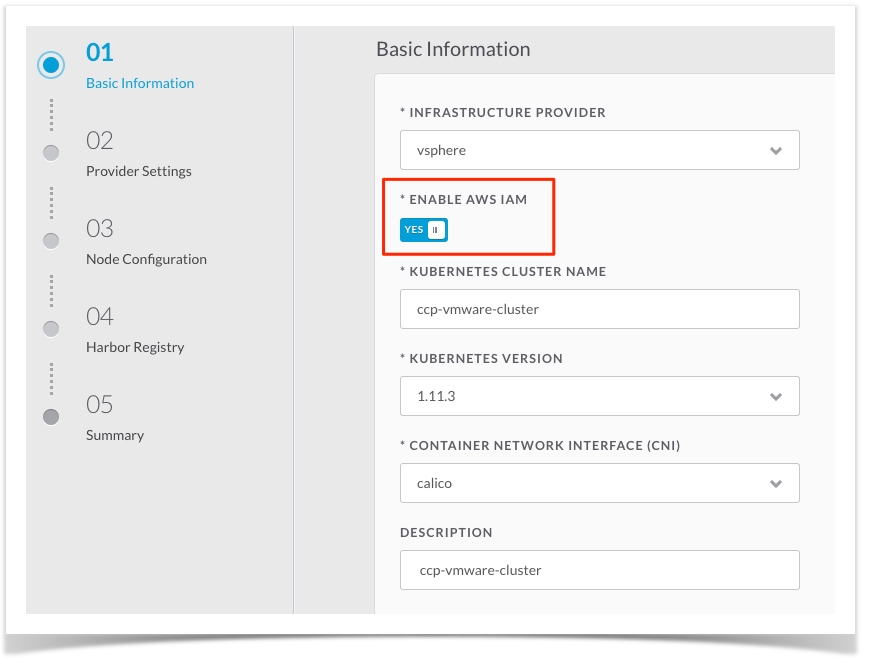 01
Basic Information
02
Provider Settings
03
Node Configuration
04
Harbor Registry
05
Summary
Basic Information
* INFRASTRUCTURE PROVIDER
vsphere
* ENABLE AWS IAM
YES
* KUBERNETES CLUSTER NAME
ccp-vmware-cluster
* KUBERNETES VERSION
1.11.3
* CONTAINER NETWORK INTERFACE (CNI)
calico
DESCRIPTION
ccp-vmware-cluster